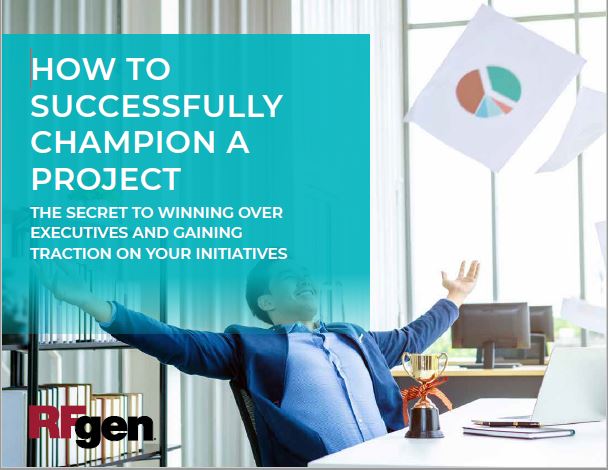 HOW TO
SUCCESSFULLY
CHAMPION A
PROJECT
THE SECRET TO WINNING OVER
EXECUTIVES AND GAINING
TRACTION ON YOUR INITIATIVES
RFgen